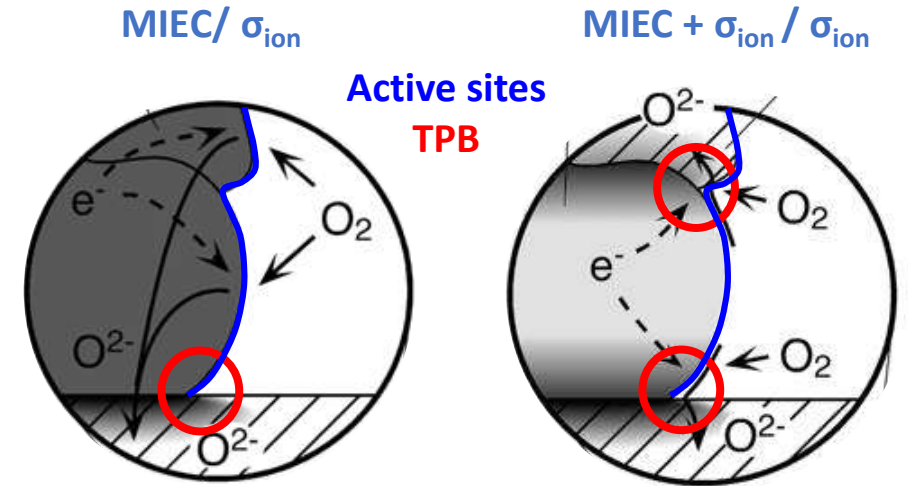 MIEC/ σion
MIEC + σion / σion
Active sites
TPB
e-
O2
O2-
O2-
O2-
O2
e-
O2
O2-